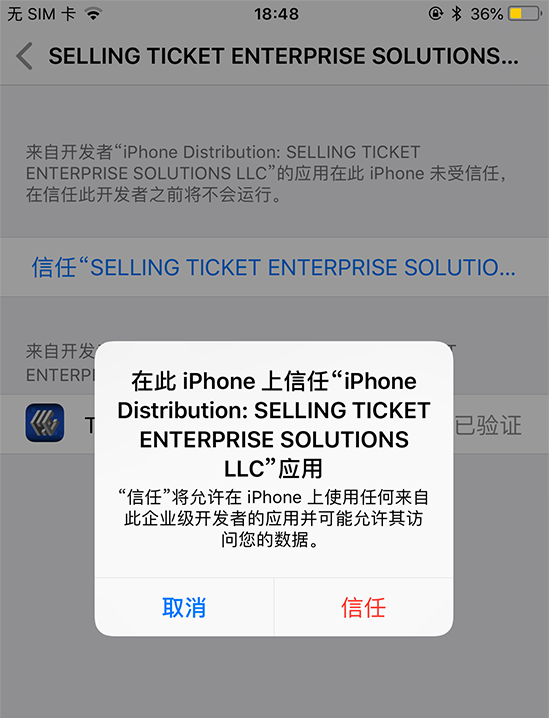 无 SIM 卡 18:48 36%
SELLING TICKET ENTERPRISE SOLUTIONS...
来自开发者“iPhone Distribution: SELLING TICKET
ENTERPRISE SOLUTIONS LLC”的应用在此 iPhone 未受信任，
在信任此开发者之前将不会运行。
信任“SELLING TICKET ENTERPRISE SOLUTIO...
来自开发
ENTERPR
T
已验证
在此 iPhone 上信任“iPhone
Distribution: SELLING TICKET
ENTERPRISE SOLUTIONS
LLC”应用
“信任”将允许在 iPhone 上使用任何来自
此企业级开发者的应用并可能允许其访
问您的数据。
取消 信任